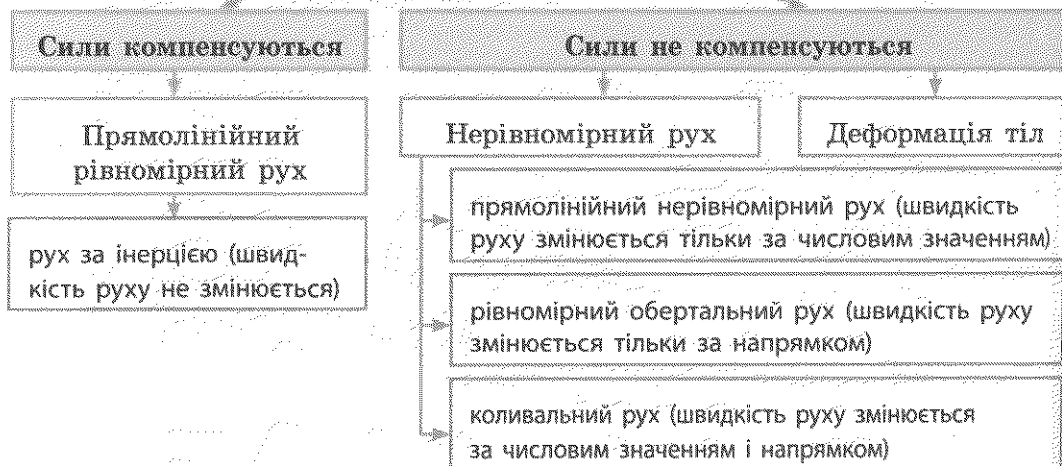 Сили компенсуються
Сили не компенсуються
Прямолінійний
рівномірний рух
Нерівномірний рух
Деформація тіл
рух за інерцією (швид-
кість руху не змінюється)
прямолінійний нерівномірний рух (швидкість
руху змінюється тільки за числовим значенням)
рівномірний обертальний рух (швидкість руху
змінюється тільки за напрямком)
коливальний рух (швидкість руху змінюється
за числовим значенням і напрямком)